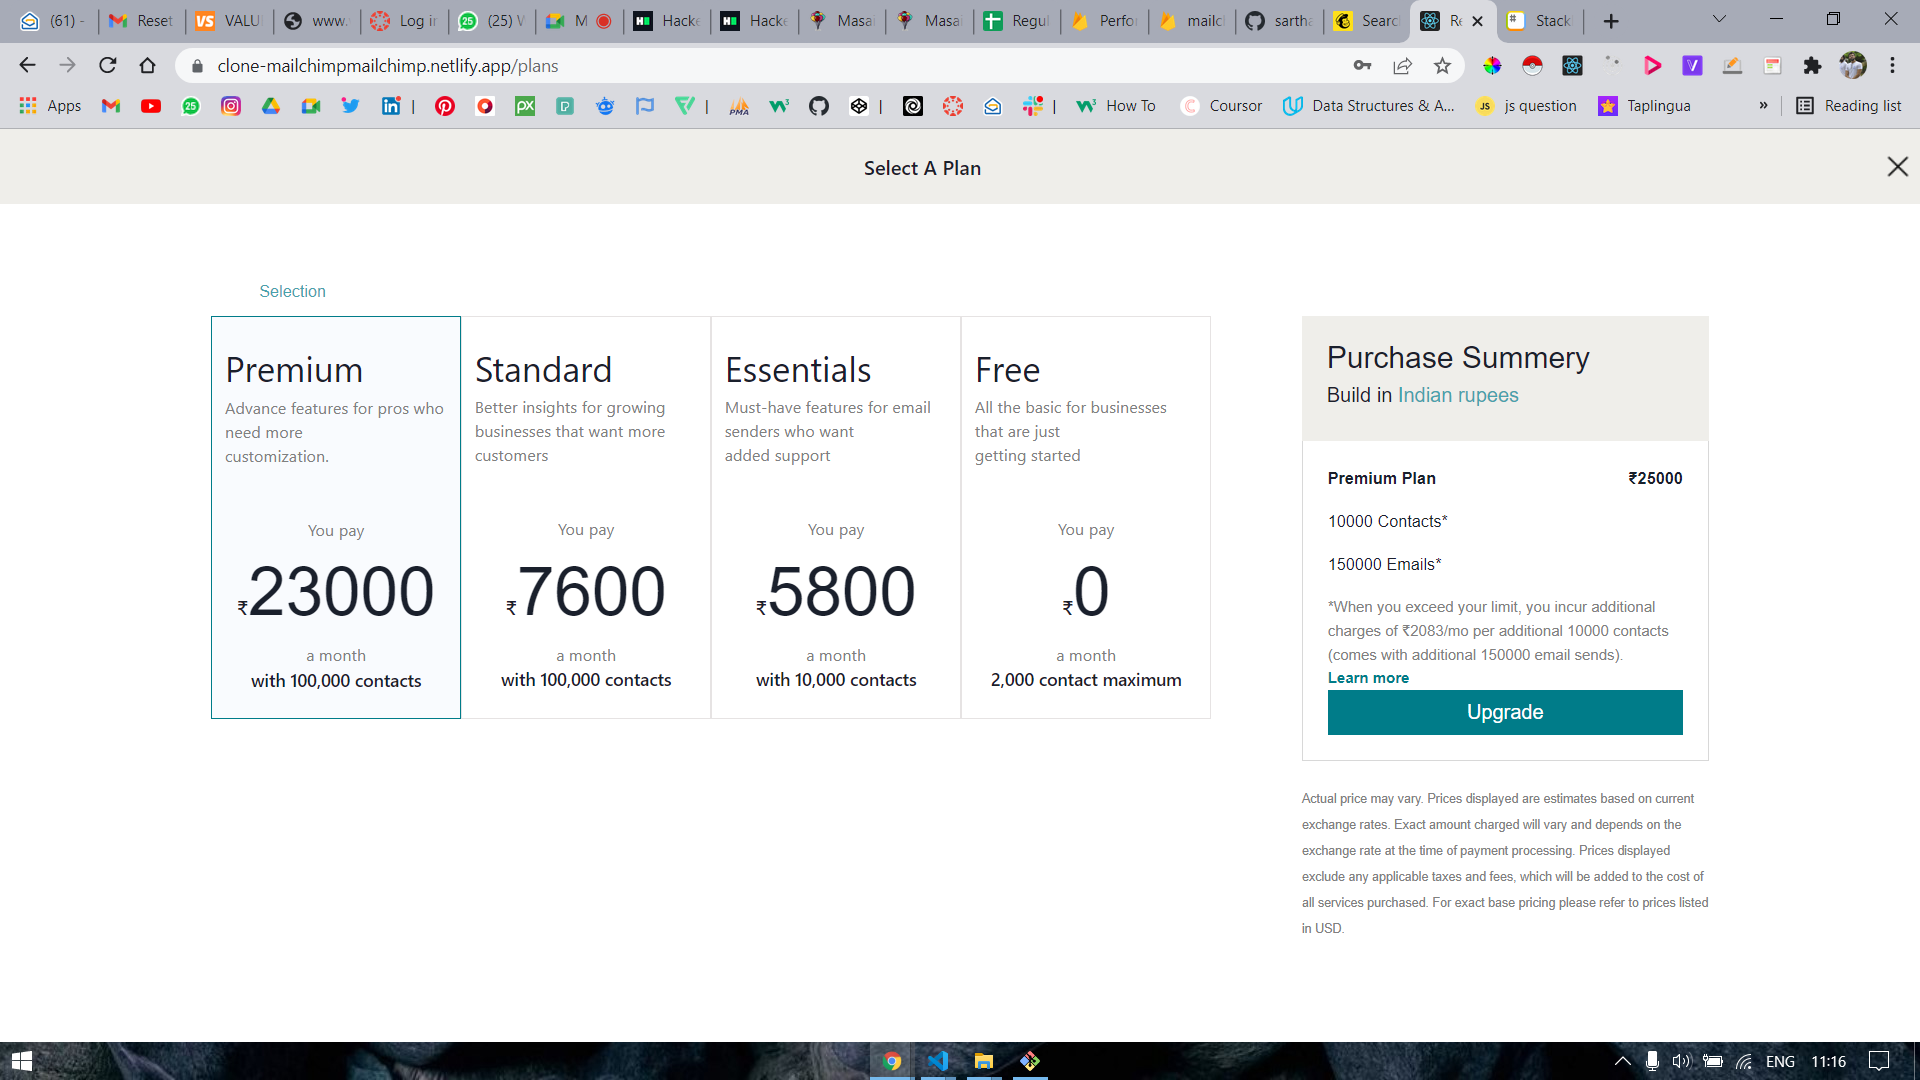 (61) -
Reset
VALU
www.
Log in
(25) W
M
Hacke
Hacke
Masai
Masai
Regul
Perfor
mailch
sartha
Searc
Re
Stack
clone-mailchimpmailchimp.netlify.app/plans
Apps
|
|
|
|
How To
Coursor
Data Structures & A...
js question
Taplingua
»
Reading list
Select A Plan
Selection
Premium
Advance features for pros who
need more
customization.
You pay
₹23000
a month
with 100,000 contacts
Standard
Better insights for growing
businesses that want more
customers
You pay
₹7600
a month
with 100,000 contacts
Essentials
Must-have features for email
senders who want
added support
You pay
₹5800
a month
with 10,000 contacts
Free
All the basic for businesses
that are just
getting started
You pay
₹0
a month
2,000 contact maximum
Purchase Summery
Build in Indian rupees
Premium Plan ₹25000
10000 Contacts*
150000 Emails*
*When you exceed your limit, you incur additional
charges of ₹2083/mo per additional 10000 contacts
(comes with additional 150000 email sends).
Learn more
Upgrade
Actual price may vary. Prices displayed are estimates based on current
exchange rates. Exact amount charged will vary and depends on the
exchange rate at the time of payment processing. Prices displayed
exclude any applicable taxes and fees, which will be added to the cost of
all services purchased. For exact base pricing please refer to prices listed
in USD.
ENG
11:16